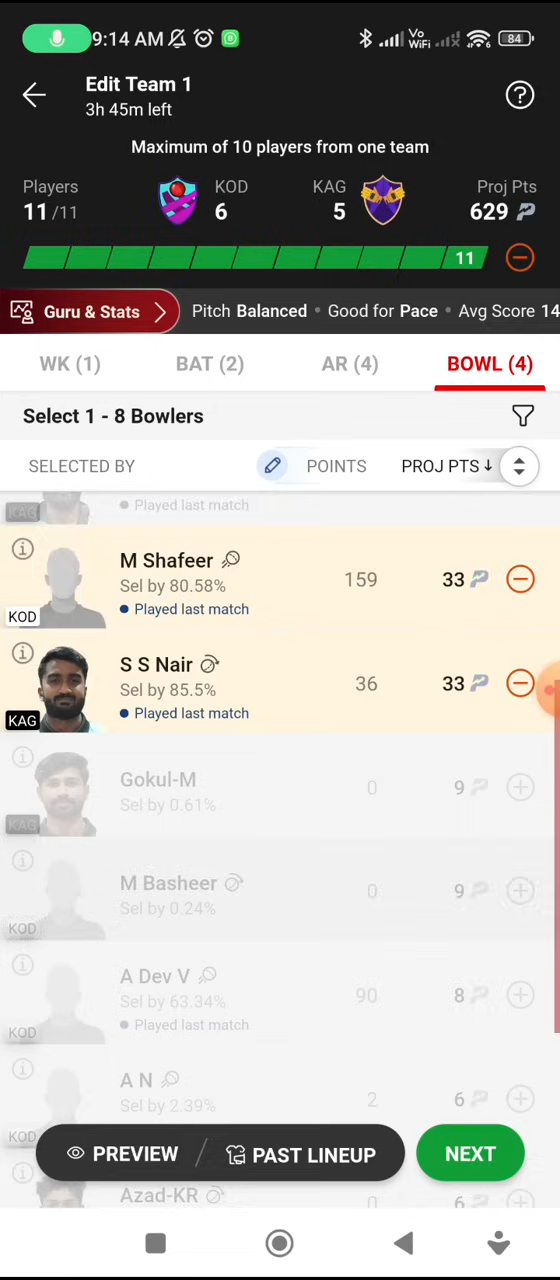 9:14 AM
Vo WiFi
84
Edit Team 1
3h 45m left
Maximum of 10 players from one team
Players
11/11
KOD
6
KAG
5
Proj Pts
629
11
Guru & Stats
Pitch Balanced • Good for Pace • Avg Score 14
WK (1)
BAT (2)
AR (4)
BOWL (4)
Select 1 - 8 Bowlers
SELECTED BY
POINTS
PROJ PTS↓
KAG
• Played last match
M Shafeer
Sel by 80.58%
• Played last match
KOD
159
33
S S Nair
Sel by 85.5%
• Played last match
KAG
36
33
Gokul-M
Sel by 0.61%
KAG
0
9
M Basheer
Sel by 0.24%
KOD
0
9
A Dev V
Sel by 63.34%
• Played last match
KOD
90
8
A N
Sel by 2.39%
KOD
2
6
PREVIEW / PAST LINEUP
NEXT
Azad-KR
0
6